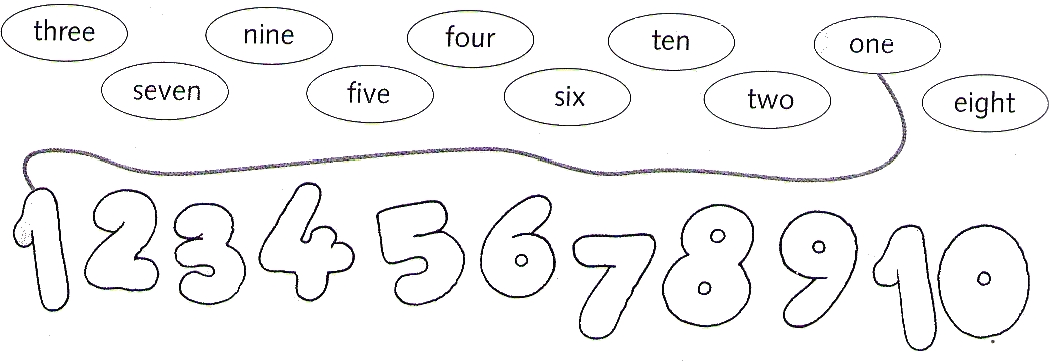 three nine four ten one
seven five six two eight
1 2 3 4 5 6 7 8 9 10